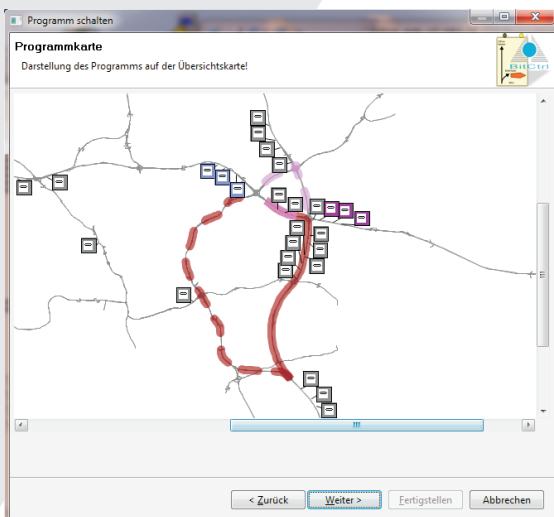 Programm schalten
Programmkarte
Darstellung des Programms auf der Übersichtskarte!
BitCtrl
< Zurück
Weiter >
Fertigstellen
Abbrechen